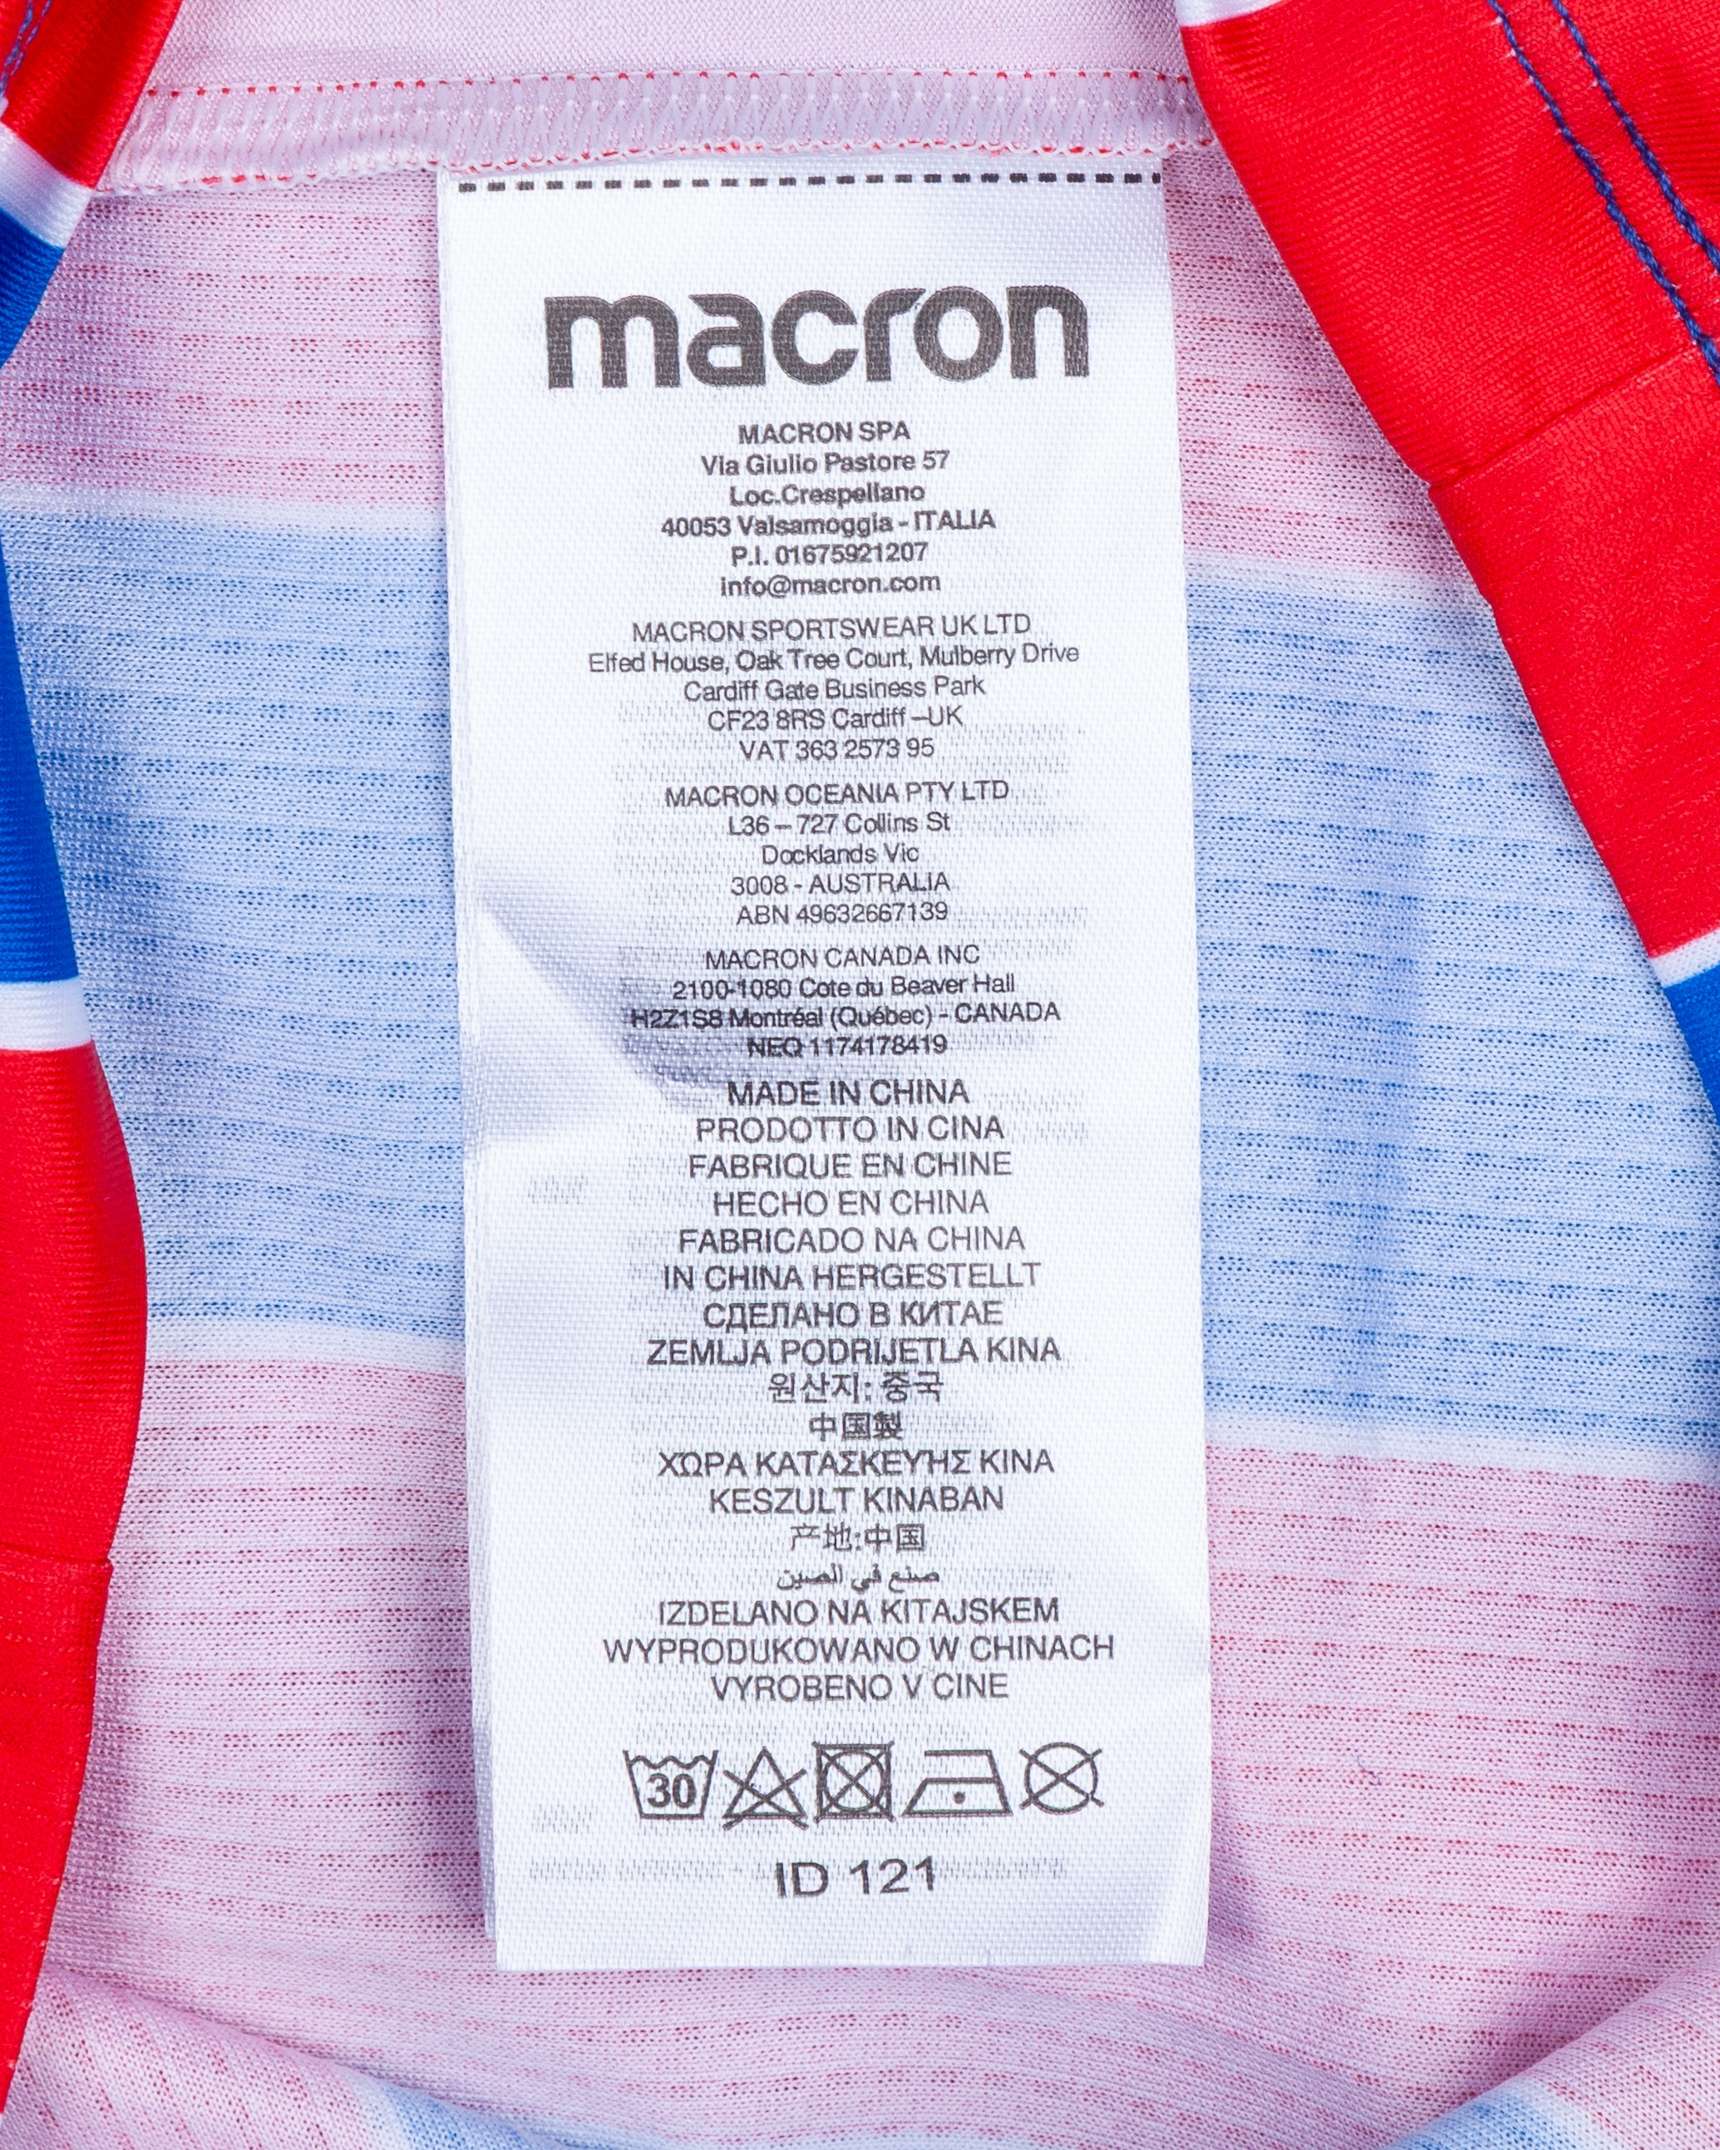 macron
MACRON SPA
Via Giulio Pastore 57
Loc.Crespellano
40053 Valsamoggia - ITALIA
P.I. 01675921207
info@macron.com
MACRON SPORTSWEAR UK LTD
Elfed House, Oak Tree Court, Mulberry Drive
Cardiff Gate Business Park
CF23 8RS Cardiff –UK
VAT 363 2573 95
MACRON OCEANIA PTY LTD
L36 – 727 Collins St
Docklands Vic
3008 - AUSTRALIA
ABN 49632667139
MACRON CANADA INC
2100-1080 Cote du Beaver Hall
H2Z1S8 Montréal (Québec) - CANADA
NEQ 1174178419
MADE IN CHINA
PRODOTTO IN CINA
FABRIQUE EN CHINE
HECHO EN CHINA
FABRICADO NA CHINA
IN CHINA HERGESTELLT
СДЕЛАНО В КИТАЕ
ZEMLJA PODRIJETLA KINA
원산지: 중국
中国製
ΧΏΡΑ ΚΑΤΑΣΚΕΥΉΣ ΚΙΝΑ
KESZULT KINABAN
产地:中国
صنع في الصين
IZDELANO NA KITAJSKEM
WYPRODUKOWANO W CHINACH
VYROBENO V CINE
30
ID 121